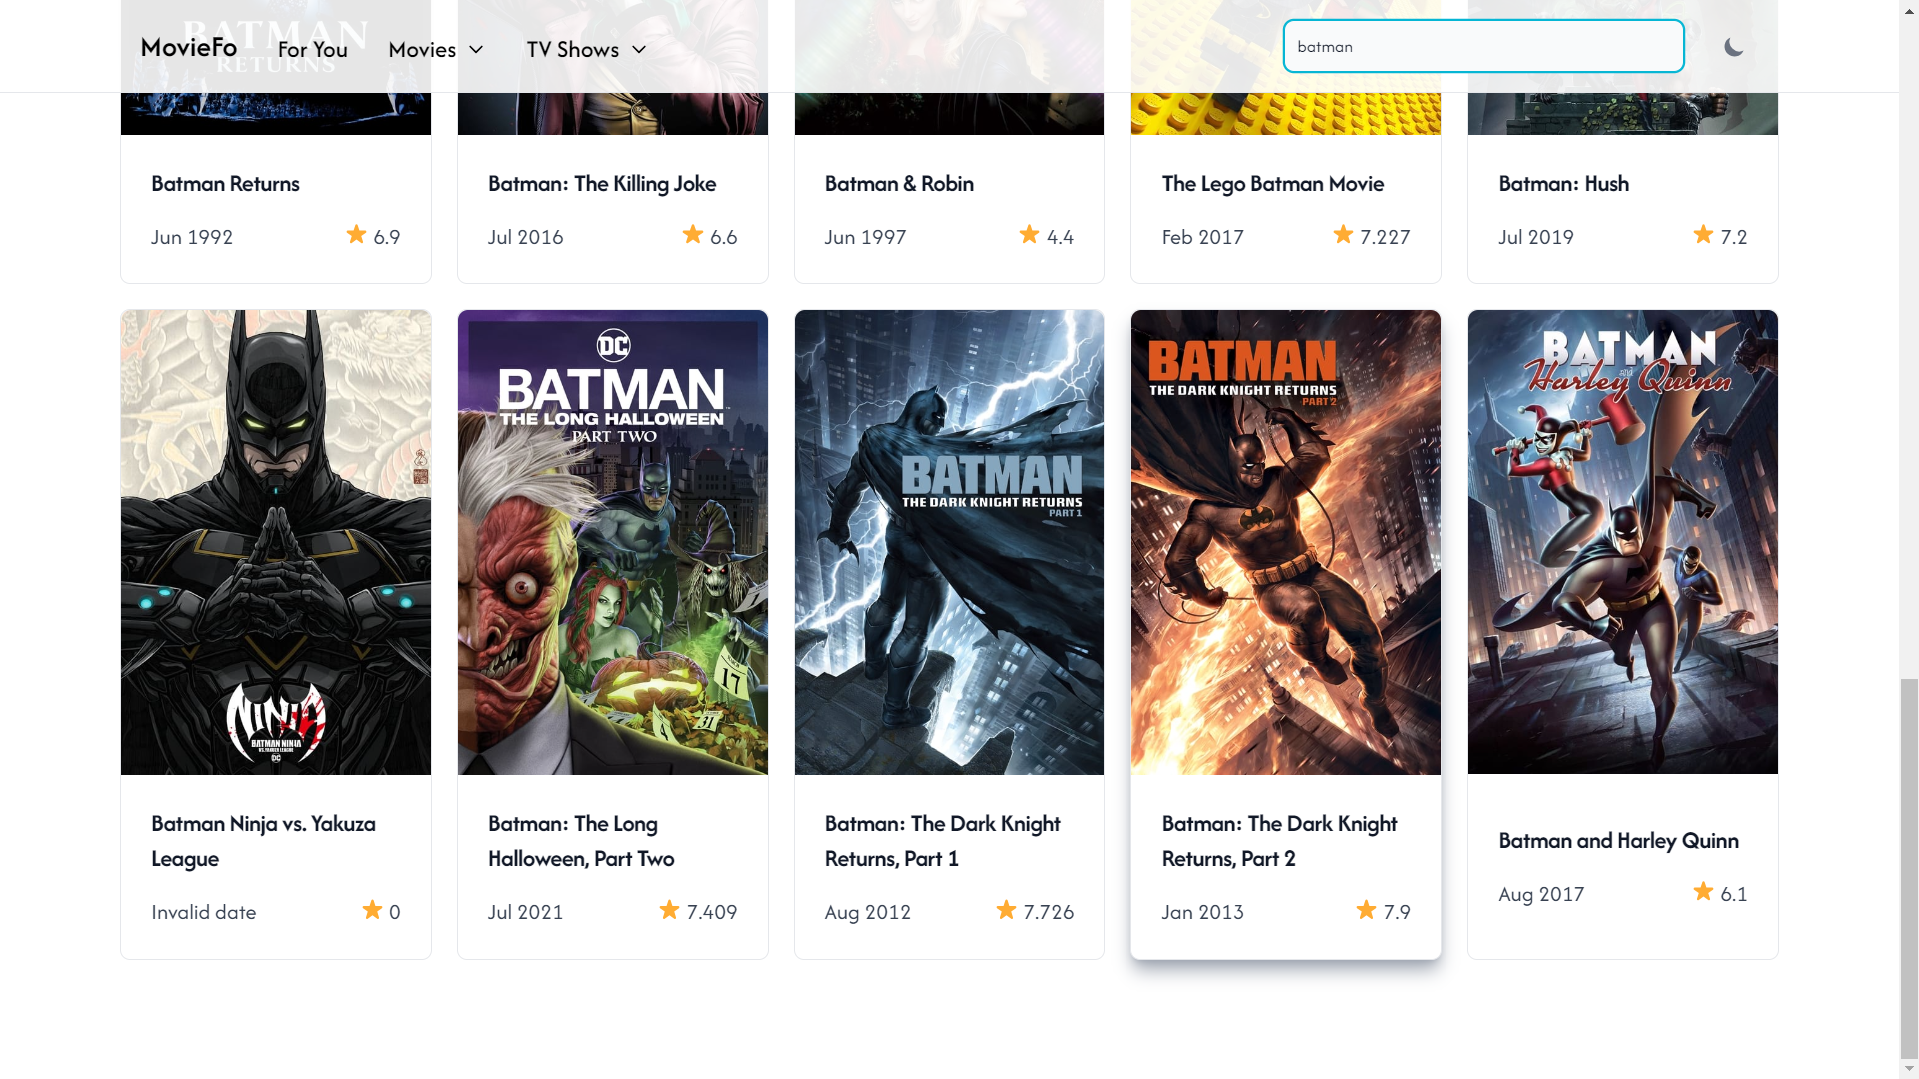 BATMAN
RETURNS
MovieFo
For You
Movies
TV Shows
batman
Batman Returns
Jun 1992
6.9
Batman: The Killing Joke
Jul 2016
6.6
Batman & Robin
Jun 1997
4.4
The Lego Batman Movie
Feb 2017
7.227
Batman: Hush
Jul 2019
7.2
NINJA
BATMAN NINJA
VS. YAKUZA LEAGUE
DC
DC
BATMAN
THE LONG HALLOWEEN
PART TWO
17
31
BATMAN
THE DARK KNIGHT RETURNS
PART 1
BATMAN
THE DARK KNIGHT RETURNS
PART 2
BATMAN
and
Harley Quinn
Batman Ninja vs. Yakuza
League
Invalid date
0
Batman: The Long
Halloween, Part Two
Jul 2021
7.409
Batman: The Dark Knight
Returns, Part 1
Aug 2012
7.726
Batman: The Dark Knight
Returns, Part 2
Jan 2013
7.9
Batman and Harley Quinn
Aug 2017
6.1